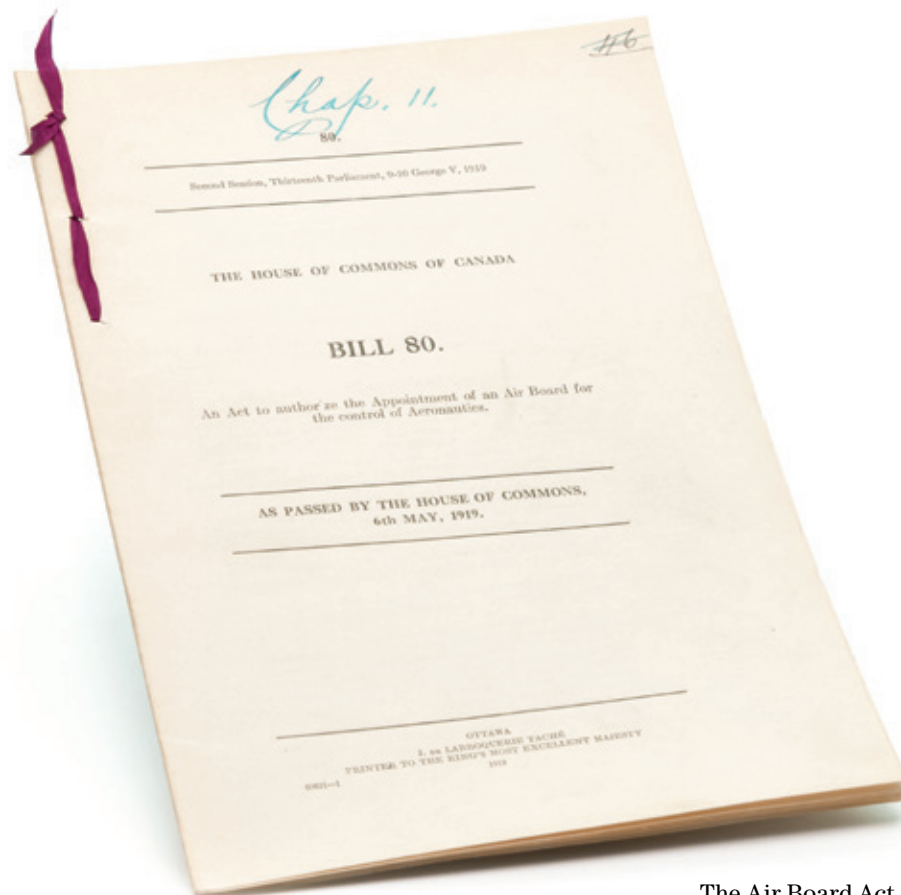 #6
Chap. 11.
80.
Second Session, Thirteenth Parliament, 9-10 George V, 1919
THE HOUSE OF COMMONS OF CANADA
BILL 80.
An Act to author ze the Appointment of an Air Board for
the control of Aeronautics.
AS PASSED BY THE HOUSE OF COMMONS,
6th MAY, 1919.
OTTAWA
J. DE LABROQUERIE TACHÉ
PRINTER TO THE KING'S MOST EXCELLENT MAJESTY
1919
The Air Board Act